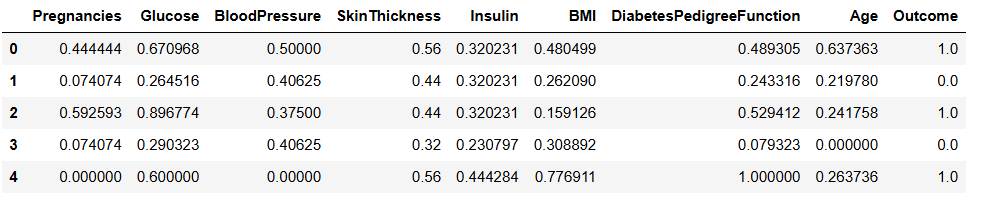 Pregnancies Glucose BloodPressure SkinThickness Insulin BMI DiabetesPedigreeFunction Age Outcome
0 0.444444 0.670968 0.50000 0.56 0.320231 0.480499 0.489305 0.637363 1.0
1 0.074074 0.264516 0.40625 0.44 0.320231 0.262090 0.243316 0.219780 0.0
2 0.592593 0.896774 0.37500 0.44 0.320231 0.159126 0.529412 0.241758 1.0
3 0.074074 0.290323 0.40625 0.32 0.230797 0.308892 0.079323 0.000000 0.0
4 0.000000 0.600000 0.00000 0.56 0.444284 0.776911 1.000000 0.263736 1.0